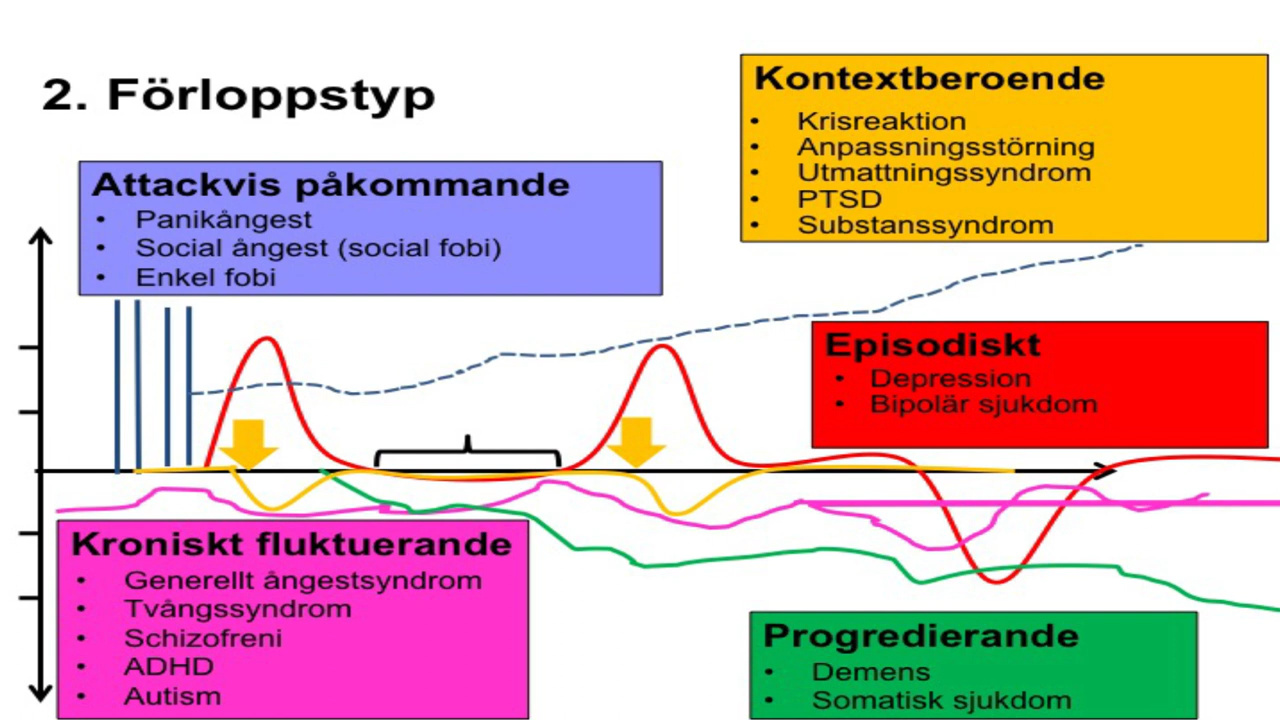 2. Förloppstyp
Attackvis påkommande
• Panikångest
• Social ångest (social fobi)
• Enkel fobi
Kontextberoende
• Krisreaktion
• Anpassningsstörning
• Utmattningssyndrom
• PTSD
• Substanssyndrom
Episodiskt
• Depression
• Bipolär sjukdom
Kroniskt fluktuerande
• Generellt ångestsyndrom
• Tvångssyndrom
• Schizofreni
• ADHD
• Autism
Progredierande
• Demens
• Somatisk sjukdom